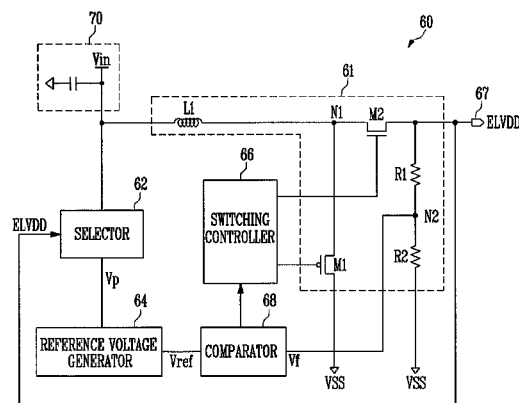 70
60
Vin
61
67
L1
N1
M2
ELVDD
66
R1
62
SWITCHING
CONTROLLER
N2
ELVDD
SELECTOR
M1
R2
Vp
64
68
REFERENCE VOLTAGE
GENERATOR
Vref
COMPARATOR
Vf
VSS
VSS